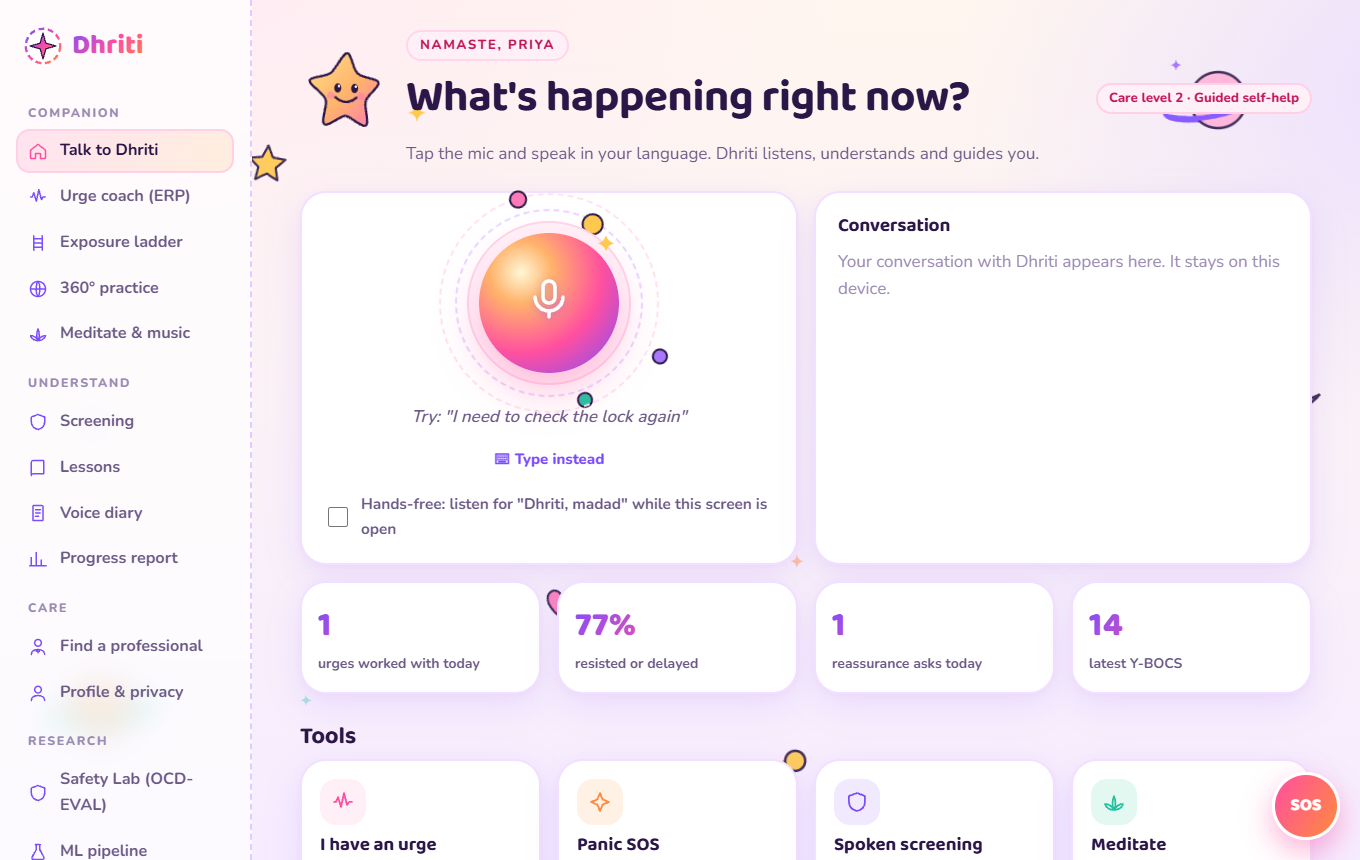 Dhriti
COMPANION
Talk to Dhriti
Urge coach (ERP)
Exposure ladder
360° practice
Meditate & music
UNDERSTAND
Screening
Lessons
Voice diary
Progress report
CARE
Find a professional
Profile & privacy
RESEARCH
Safety Lab (OCD-
EVAL)
ML pipeline
NAMASTE, PRIYA
What's happening right now?
Care level 2 · Guided self-help
Tap the mic and speak in your language. Dhriti listens, understands and guides you.
Try: "I need to check the lock again"
Type instead
Hands-free: listen for "Dhriti, madad" while this screen is
open
Conversation
Your conversation with Dhriti appears here. It stays on this
device.
1
urges worked with today
77%
resisted or delayed
1
reassurance asks today
14
latest Y-BOCS
Tools
I have an urge
Panic SOS
Spoken screening
Meditate
SOS